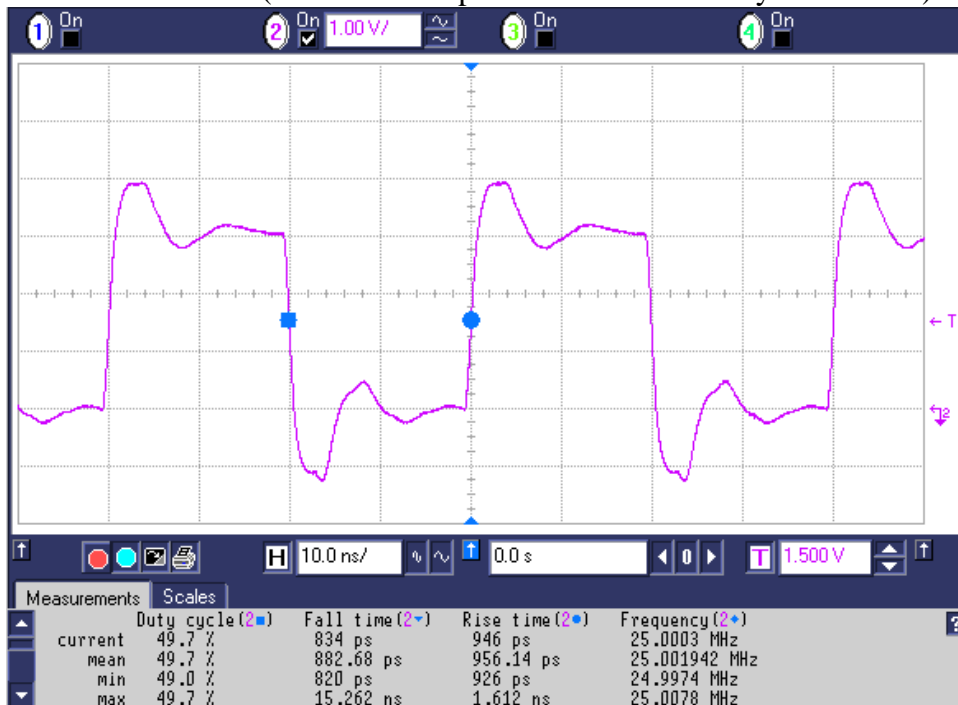 1 On 2 On 1.00 V/ 3 On 4 On
T
2
H 10.0 ns/ 0.0 s 0 T 1.500 V
Measurements Scales
Duty cycle(2■) Fall time(2▾) Rise time(2●) Frequency(2◆) ?
current 49.7 % 834 ps 946 ps 25.0003 MHz
mean 49.7 % 882.68 ps 956.14 ps 25.001942 MHz
min 49.0 % 820 ps 926 ps 24.9974 MHz
max 49.7 % 15.262 ns 1.612 ns 25.0078 MHz